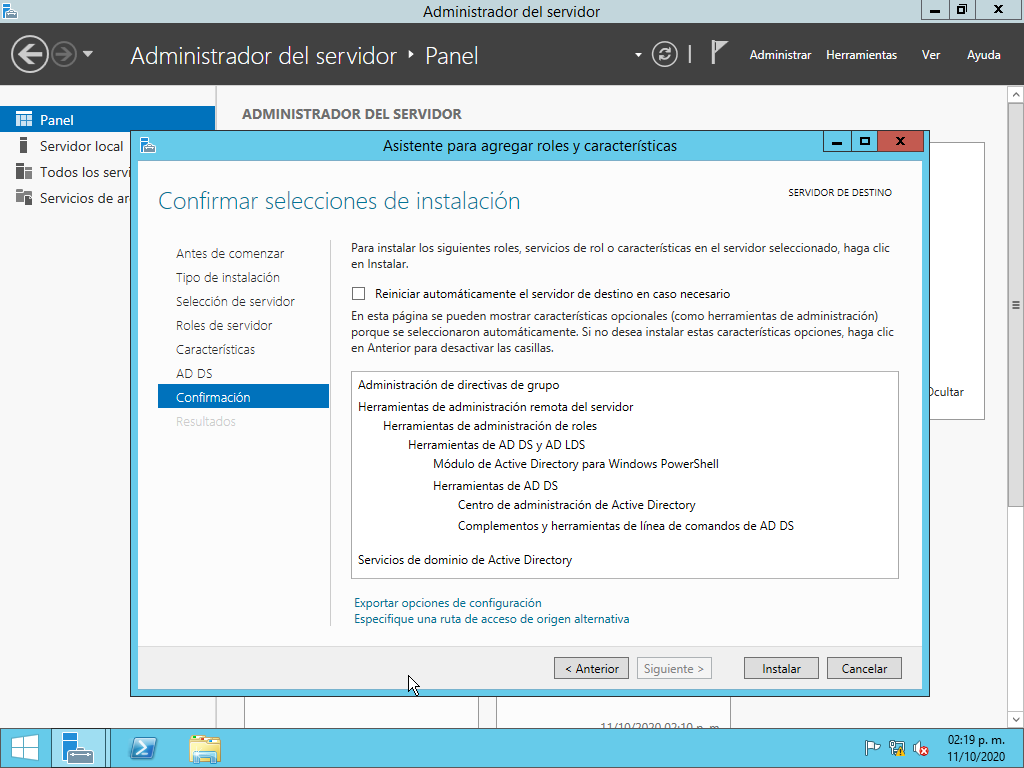 Administrador del servidor
Administrador del servidor ‣ Panel
Administrar Herramientas Ver Ayuda
Panel
Servidor local
Todos los servi
Servicios de ar
ADMINISTRADOR DEL SERVIDOR
Asistente para agregar roles y características
Confirmar selecciones de instalación
SERVIDOR DE DESTINO
Antes de comenzar
Tipo de instalación
Selección de servidor
Roles de servidor
Características
AD DS
Confirmación
Resultados
Para instalar los siguientes roles, servicios de rol o características en el servidor seleccionado, haga clic
en Instalar.
Reiniciar automáticamente el servidor de destino en caso necesario
En esta página se pueden mostrar características opcionales (como herramientas de administración)
porque se seleccionaron automáticamente. Si no desea instalar estas características opciones, haga clic
en Anterior para desactivar las casillas.
Administración de directivas de grupo
Herramientas de administración remota del servidor
Herramientas de administración de roles
Herramientas de AD DS y AD LDS
Módulo de Active Directory para Windows PowerShell
Herramientas de AD DS
Centro de administración de Active Directory
Complementos y herramientas de línea de comandos de AD DS
Servicios de dominio de Active Directory
Exportar opciones de configuración
Especifique una ruta de acceso de origen alternativa
< Anterior Siguiente > Instalar Cancelar
Ocultar
11/10/2020 02:10 p. m.
02:19 p. m.
11/10/2020